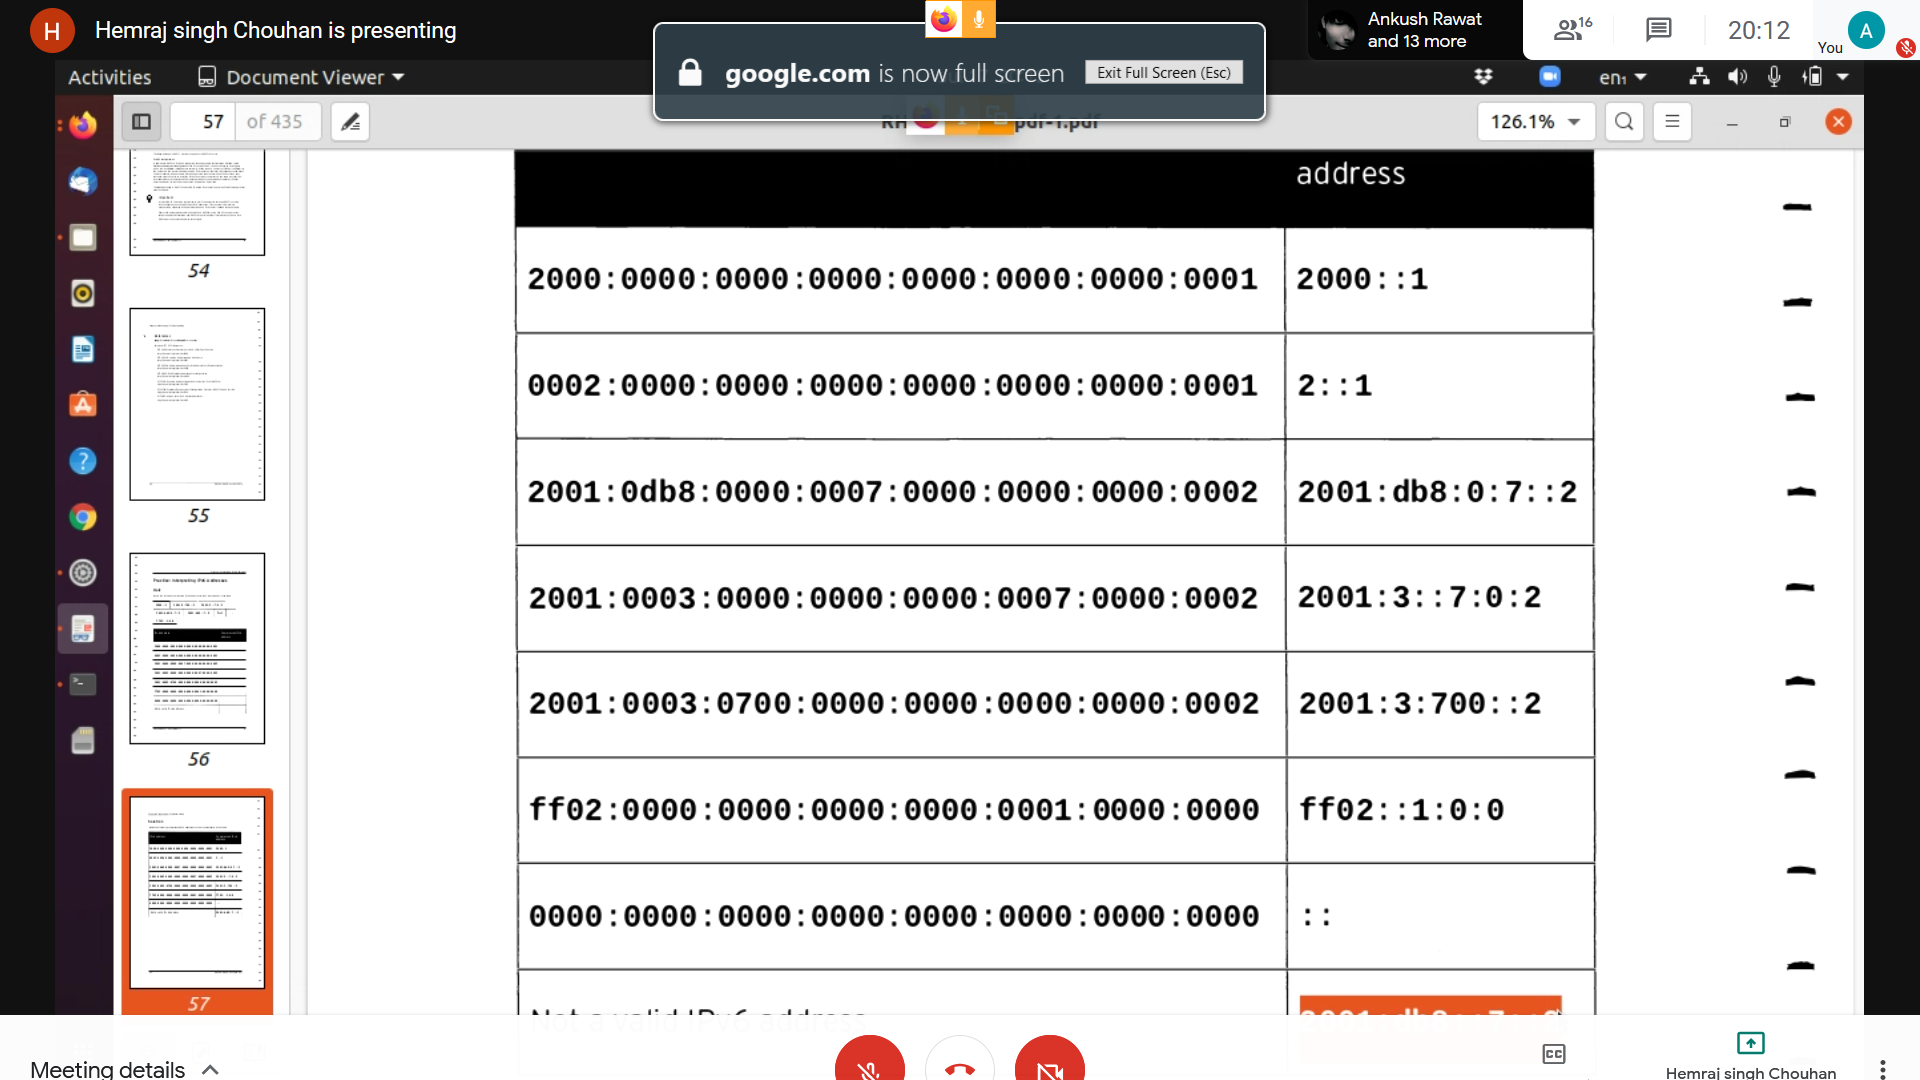 H
Hemraj singh Chouhan is presenting
google.com is now full screen
Exit Full Screen (Esc)
Ankush Rawat
and 13 more
16
20:12
You
A
Activities
Document Viewer
en₁
57
of 435
RH
pdf-1.pdf
126.1%
54
55
56
57
address
2000:0000:0000:0000:0000:0000:0000:0001
2000::1
0002:0000:0000:0000:0000:0000:0000:0001
2::1
2001:0db8:0000:0007:0000:0000:0000:0002
2001:db8:0:7::2
2001:0003:0000:0000:0000:0007:0000:0002
2001:3::7:0:2
2001:0003:0700:0000:0000:0000:0000:0002
2001:3:700::2
ff02:0000:0000:0000:0000:0001:0000:0000
ff02::1:0:0
0000:0000:0000:0000:0000:0000:0000:0000
::
Not a valid IPv6 address
Meeting details
CC
Hemraj singh Chouhan